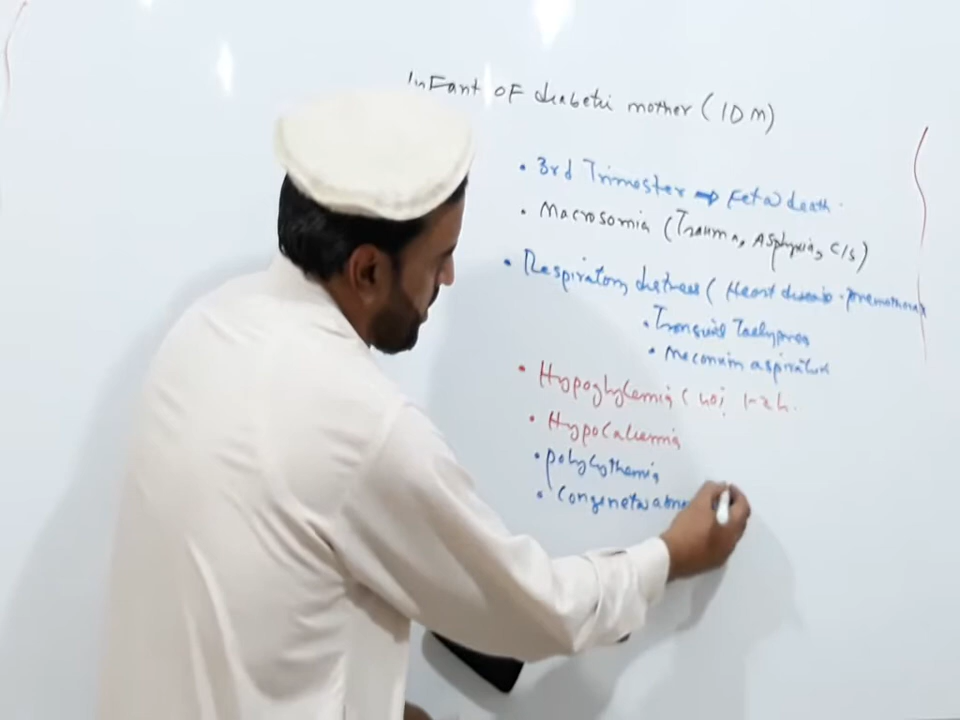 Infant OF diabetic mother (IDM)
• 3rd Trimester → Fetal death.
• Macrosomia (Trauma, Asphyxia, C/S)
• Respiratory distress (Heart disease
• Transient Tachypnea
• Meconium aspiration
• Hypoglycemia ( 1-2 h.
• Hypocalcemia
• polycythemia
• congenital